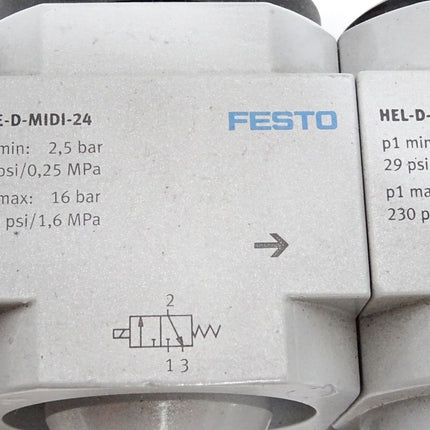 E-D-MIDI-24
min: 2,5 bar
psi/0,25 MPa
max: 16 bar
psi/1,6 MPa
FESTO
2
1 3
HEL-D-
p1 min
29 psi
p1 ma
230 p